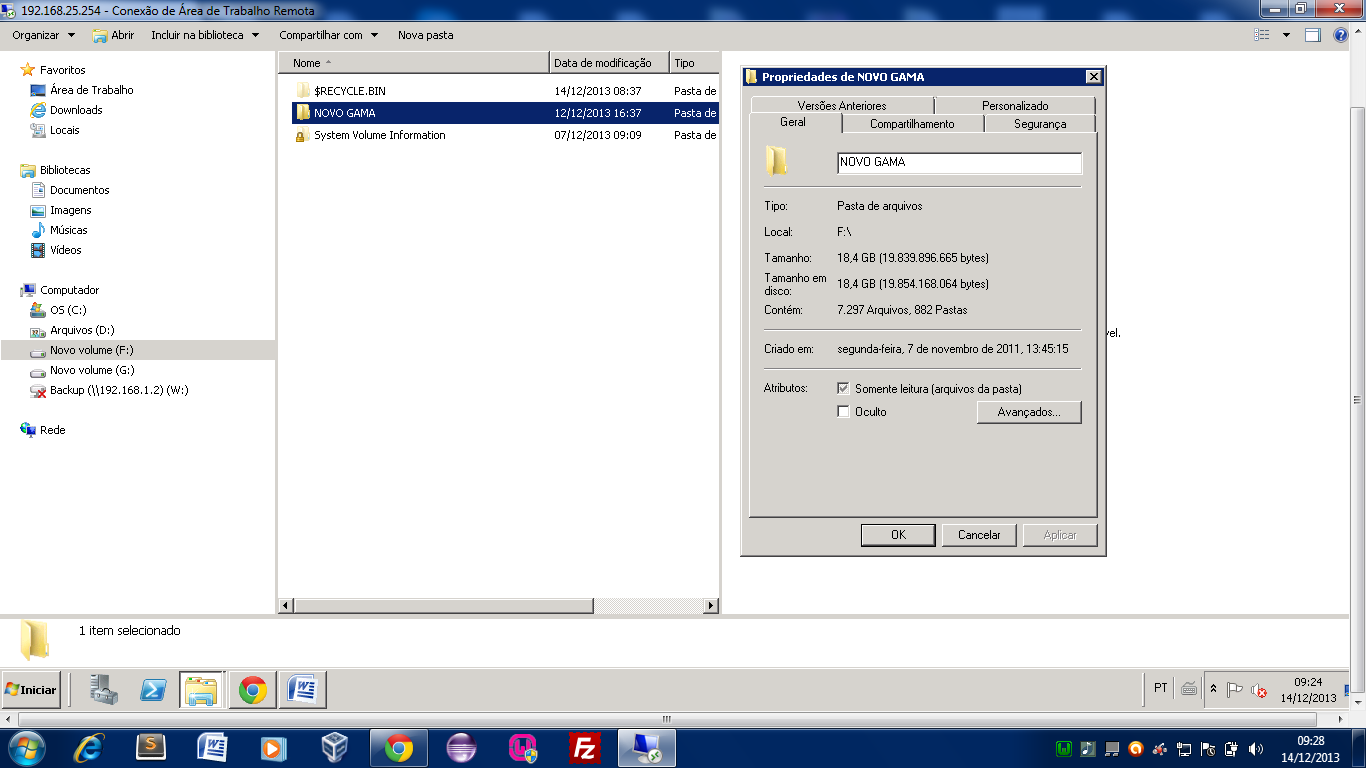 192.168.25.254 - Conexão de Área de Trabalho Remota
Organizar Abrir Incluir na biblioteca Compartilhar com Nova pasta
Favoritos
Área de Trabalho
Downloads
Locais
Bibliotecas
Documentos
Imagens
Músicas
Vídeos
Computador
OS (C:)
Arquivos (D:)
Novo volume (F:)
Novo volume (G:)
Backup (\\192.168.1.2) (W:)
Rede
Nome Data de modificação Tipo
$RECYCLE.BIN 14/12/2013 08:37 Pasta de
NOVO GAMA 12/12/2013 16:37 Pasta de
System Volume Information 07/12/2013 09:09 Pasta de
Propriedades de NOVO GAMA
Versões Anteriores Personalizado
Geral Compartilhamento Segurança
NOVO GAMA
Tipo: Pasta de arquivos
Local: F:\
Tamanho: 18,4 GB (19.839.896.665 bytes)
Tamanho em
disco: 18,4 GB (19.854.168.064 bytes)
Contém: 7.297 Arquivos, 882 Pastas
Criado em: segunda-feira, 7 de novembro de 2011, 13:45:15
Atributos: Somente leitura (arquivos da pasta)
Oculto Avançados...
OK Cancelar Aplicar
vel.
1 item selecionado
Iniciar
PT
09:24
14/12/2013
09:28
14/12/2013